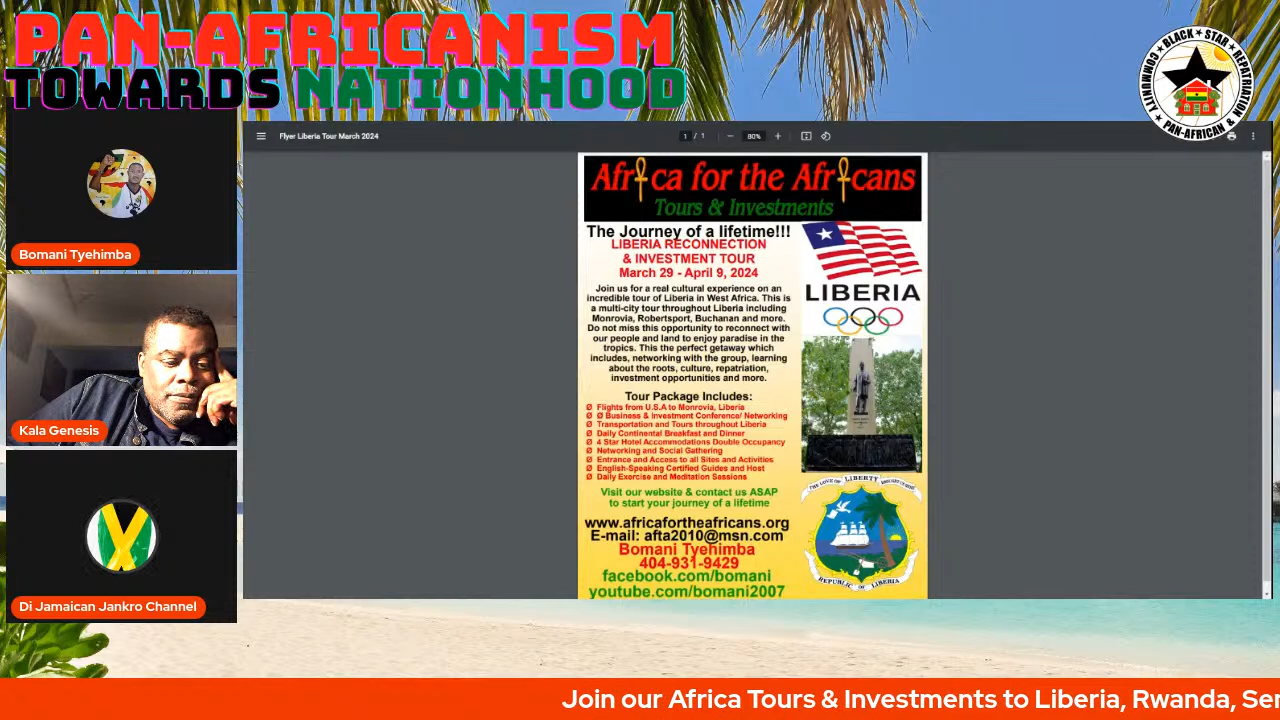 PAN-AFRICANISM
TOWARDS NATIONHOOD
BLACK ★ STAR
COMMUNITY
REPATRIATION
PAN-AFRICAN &
Flyer Liberia Tour March 2024
1 / 1
80%
Africa for the Africans
Tours & Investments
The Journey of a lifetime!!!
LIBERIA RECONNECTION
& INVESTMENT TOUR
March 29 - April 9, 2024
Join us for a real cultural experience on an
incredible tour of Liberia in West Africa. This is
a multi-city tour throughout Liberia including
Monrovia, Robertsport, Buchanan and more.
Do not miss this opportunity to reconnect with
our people and land to enjoy paradise in the
tropics. This the perfect getaway which
includes, networking with the group, learning
about the roots, culture, repatriation,
investment opportunities and more.
Tour Package Includes:
Ø Flights from U.S.A to Monrovia, Liberia
Ø Ø Business & Investment Conference/ Networking
Ø Transportation and Tours throughout Liberia
Ø Daily Continental Breakfast and Dinner
Ø 4 Star Hotel Accommodations Double Occupancy
Ø Networking and Social Gathering
Ø Entrance and Access to all Sites and Activities
Ø English-Speaking Certified Guides and Host
Ø Daily Exercise and Meditation Sessions
Visit our website & contact us ASAP
to start your journey of a lifetime
www.africafortheafricans.org
E-mail: afta2010@msn.com
Bomani Tyehimba
404-931-9429
facebook.com/bomani
youtube.com/bomani2007
LIBERIA
THE LOVE OF LIBERTY BROUGHT US HERE
REPUBLIC OF LIBERIA
Bomani Tyehimba
Kala Genesis
Di Jamaican Jankro Channel
Join our Africa Tours & Investments to Liberia, Rwanda, Ser